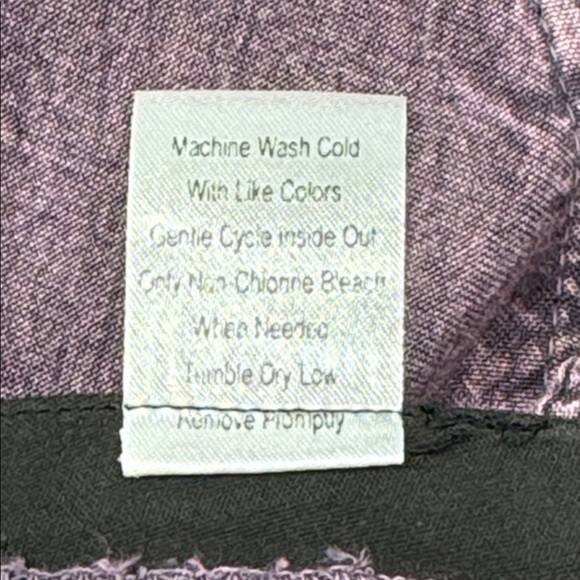 Machine Wash Cold
With Like Colors
Gentle Cycle Inside Out
Only Non-Chlorine Bleach
When Needed
Tumble Dry Low
Remove Promptly